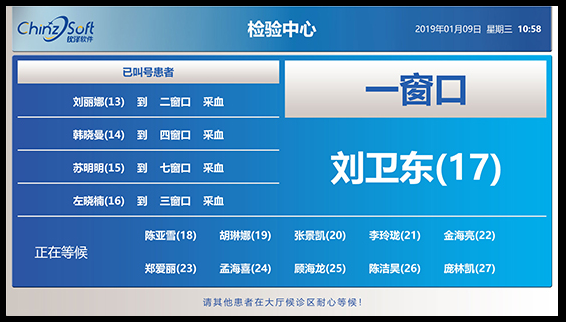 ChinzSoft
纹泽软件
检验中心
2019年01月09日 星期三 10:58
已叫号患者
刘丽娜(13) 到 二窗口 采血
韩晓曼(14) 到 四窗口 采血
苏明明(15) 到 七窗口 采血
左晓楠(16) 到 三窗口 采血
一窗口
刘卫东(17)
正在等候
陈亚雪(18) 胡琳娜(19) 张景凯(20) 李玲珑(21) 金海亮(22)
郑爱丽(23) 孟海喜(24) 顾海龙(25) 陈洁昊(26) 庞林凯(27)
请其他患者在大厅候诊区耐心等候！